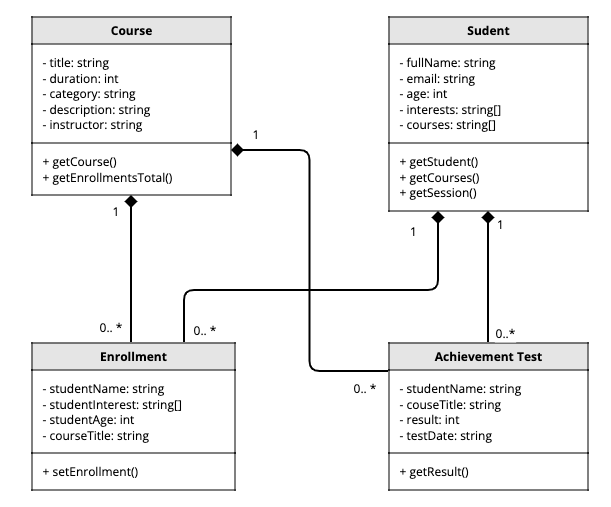 Course
- title: string
- duration: int
- category: string
- description: string
- instructor: string
+ getCourse()
+ getEnrollmentsTotal()
Sudent
- fullName: string
- email: string
- age: int
- interests: string[]
- courses: string[]
+ getStudent()
+ getCourses()
+ getSession()
1
1
1
1
0.. *
0.. *
0..*
0.. *
Enrollment
- studentName: string
- studentInterest: string[]
- studentAge: int
- courseTitle: string
+ setEnrollment()
Achievement Test
- studentName: string
- couseTitle: string
- result: int
- testDate: string
+ getResult()